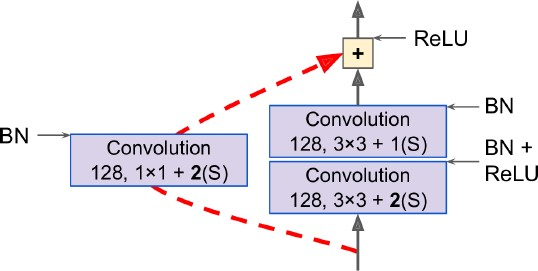 +
ReLU
BN
Convolution
128, 1×1 + 2(S)
Convolution
128, 3×3 + 1(S)
BN
Convolution
128, 3×3 + 2(S)
BN +
ReLU